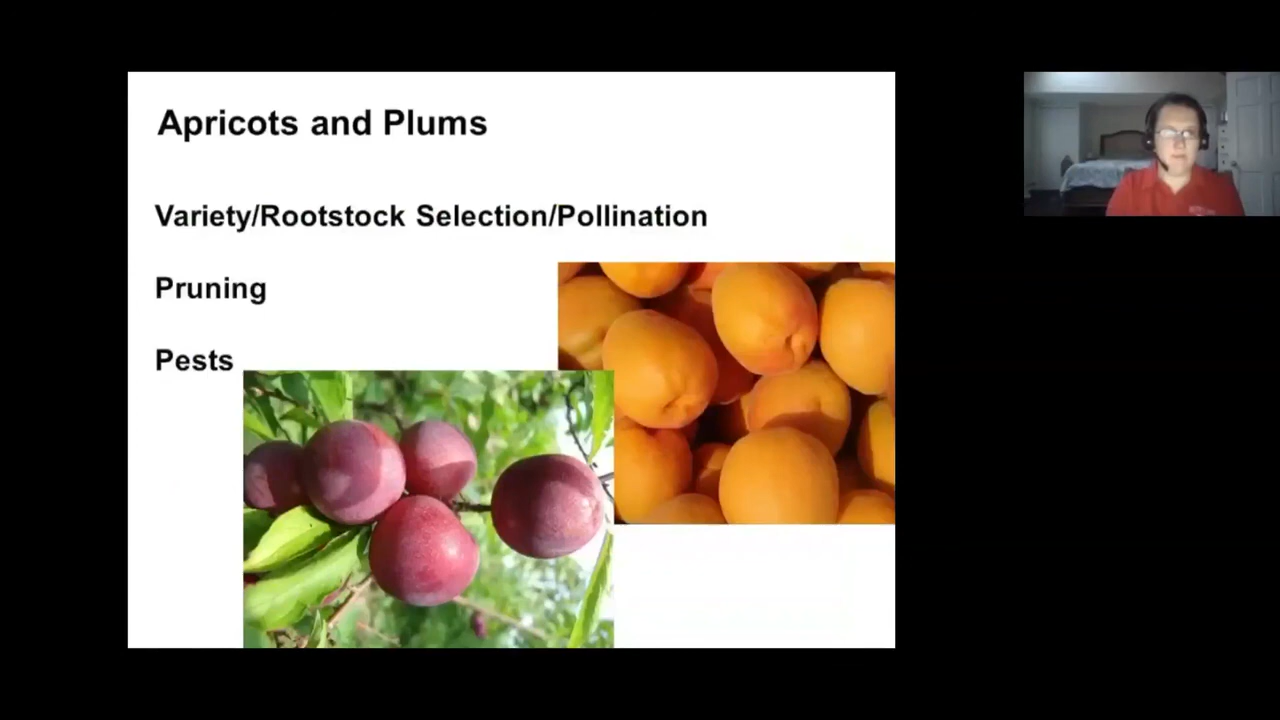 Apricots and Plums
Variety/Rootstock Selection/Pollination
Pruning
Pests